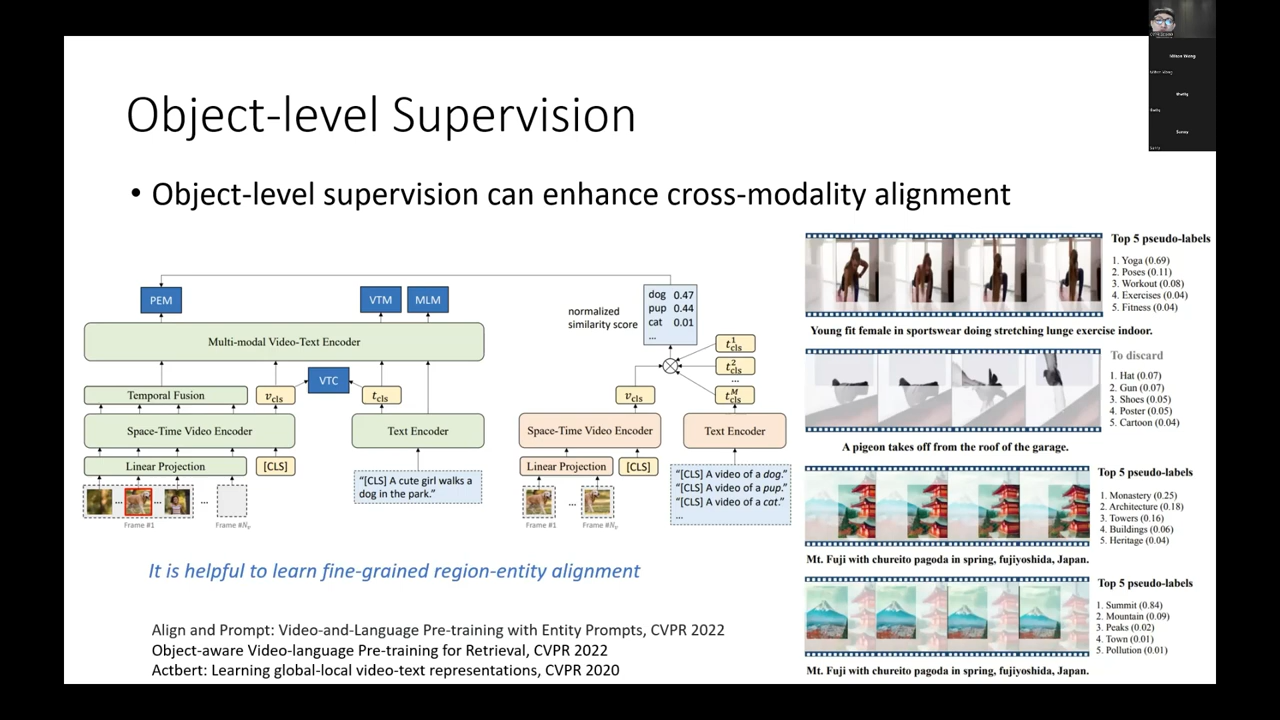 Object-level Supervision
• Object-level supervision can enhance cross-modality alignment
PEM
VTM
MLM
Multi-modal Video-Text Encoder
VTC
Temporal Fusion
v_cls
t_cls
Space-Time Video Encoder
Text Encoder
Linear Projection
[CLS]
"[CLS] A cute girl walks a
dog in the park."
...
...
...
Frame #1
Frame #N_v
normalized
similarity score
dog 0.47
pup 0.44
cat 0.01
...
t^1_cls
t^2_cls
...
t^M_cls
v_cls
Space-Time Video Encoder
Text Encoder
Linear Projection
[CLS]
"[CLS] A video of a dog."
"[CLS] A video of a pup."
"[CLS] A video of a cat."
...
...
Frame #1
Frame #N_v
Top 5 pseudo-labels
1. Yoga (0.69)
2. Poses (0.11)
3. Workout (0.08)
4. Exercises (0.04)
5. Fitness (0.04)
Young fit female in sportswear doing stretching lunge exercise indoor.
To discard
1. Hat (0.07)
2. Gun (0.07)
3. Shoes (0.05)
4. Poster (0.05)
5. Cartoon (0.04)
A pigeon takes off from the roof of the garage.
Top 5 pseudo-labels
1. Monastery (0.25)
2. Architecture (0.18)
3. Towers (0.16)
4. Buildings (0.06)
5. Heritage (0.04)
Mt. Fuji with chureito pagoda in spring, fujiyoshida, Japan.
Top 5 pseudo-labels
1. Summit (0.84)
2. Mountain (0.09)
3. Peaks (0.02)
4. Town (0.01)
5. Pollution (0.01)
Mt. Fuji with chureito pagoda in spring, fujiyoshida, Japan.
It is helpful to learn fine-grained region-entity alignment
Align and Prompt: Video-and-Language Pre-training with Entity Prompts, CVPR 2022
Object-aware Video-language Pre-training for Retrieval, CVPR 2022
Actbert: Learning global-local video-text representations, CVPR 2020